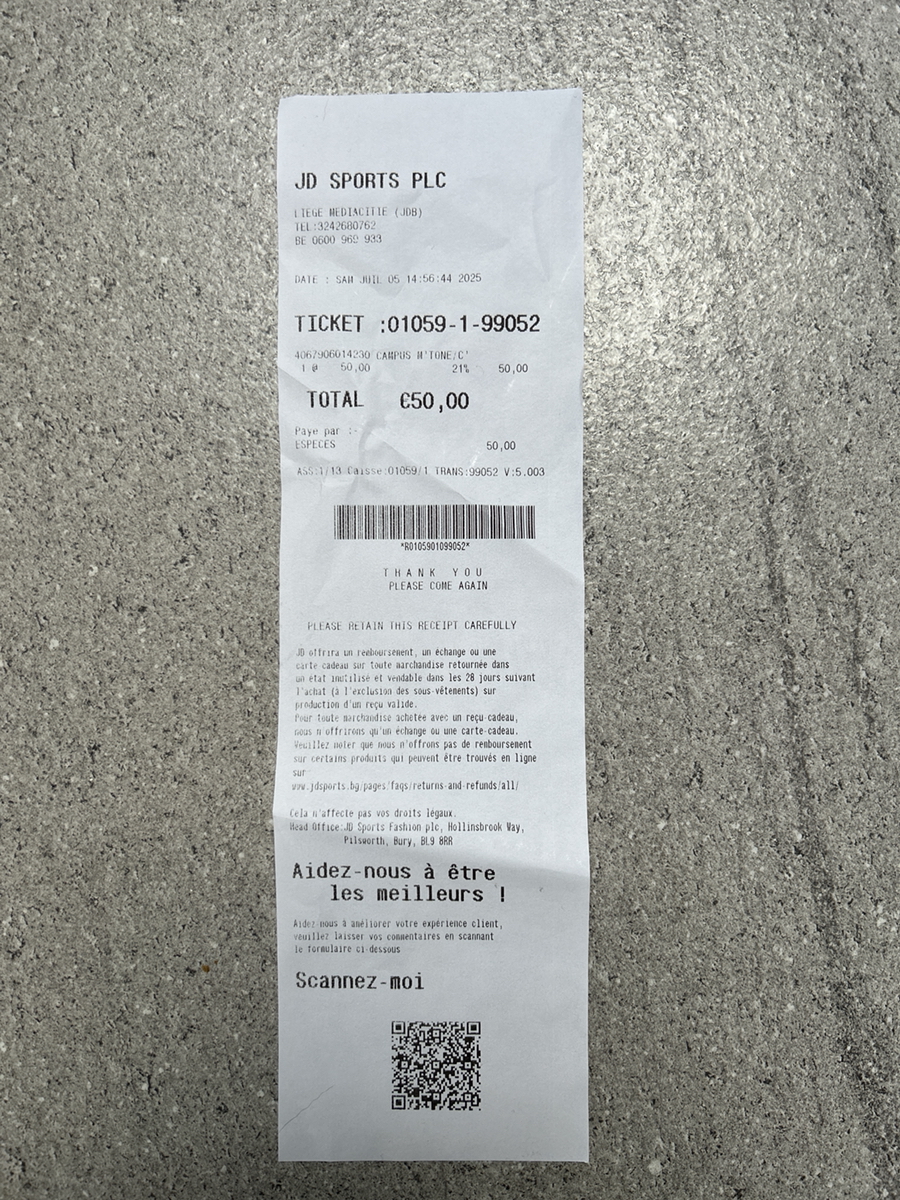 JD SPORTS PLC
LIEGE MEDIACITIE (JDB)
TEL:3242680762
BE 0600 969 933
DATE : SAM JUIL 05 14:56:44 2025
TICKET :01059-1-99052
4067906014230 CAMPUS M'TONE/C'
1 @ 50,00 21% 50,00
TOTAL €50,00
Paye par :-
ESPECES 50,00
ASS:1/13 Caisse:01059/1 TRANS:99052 V:5.003
*R0105901099052*
THANK YOU
PLEASE COME AGAIN
PLEASE RETAIN THIS RECEIPT CAREFULLY
JD offrira un remboursement, un échange ou une
carte cadeau sur toute marchandise retournée dans
un état inutilisé et vendable dans les 28 jours suivant
l'achat (à l'exclusion des sous-vêtements) sur
production d'un reçu valide.
Pour toute marchandise achetée avec un reçu-cadeau,
nous n'offrirons qu'un échange ou une carte-cadeau.
Veuillez noter que nous n'offrons pas de remboursement
sur certains produits qui peuvent être trouvés en ligne
sur
www.jdsports.bg/pages/faqs/returns-and-refunds/all/
Cela n'affecte pas vos droits légaux.
Head Office:JD Sports Fashion plc, Hollinsbrook Way,
Pilsworth, Bury, BL9 8RR
Aidez-nous à être
les meilleurs !
Aidez-nous à améliorer votre expérience client,
veuillez laisser vos commentaires en scannant
le formulaire ci-dessous
Scannez-moi